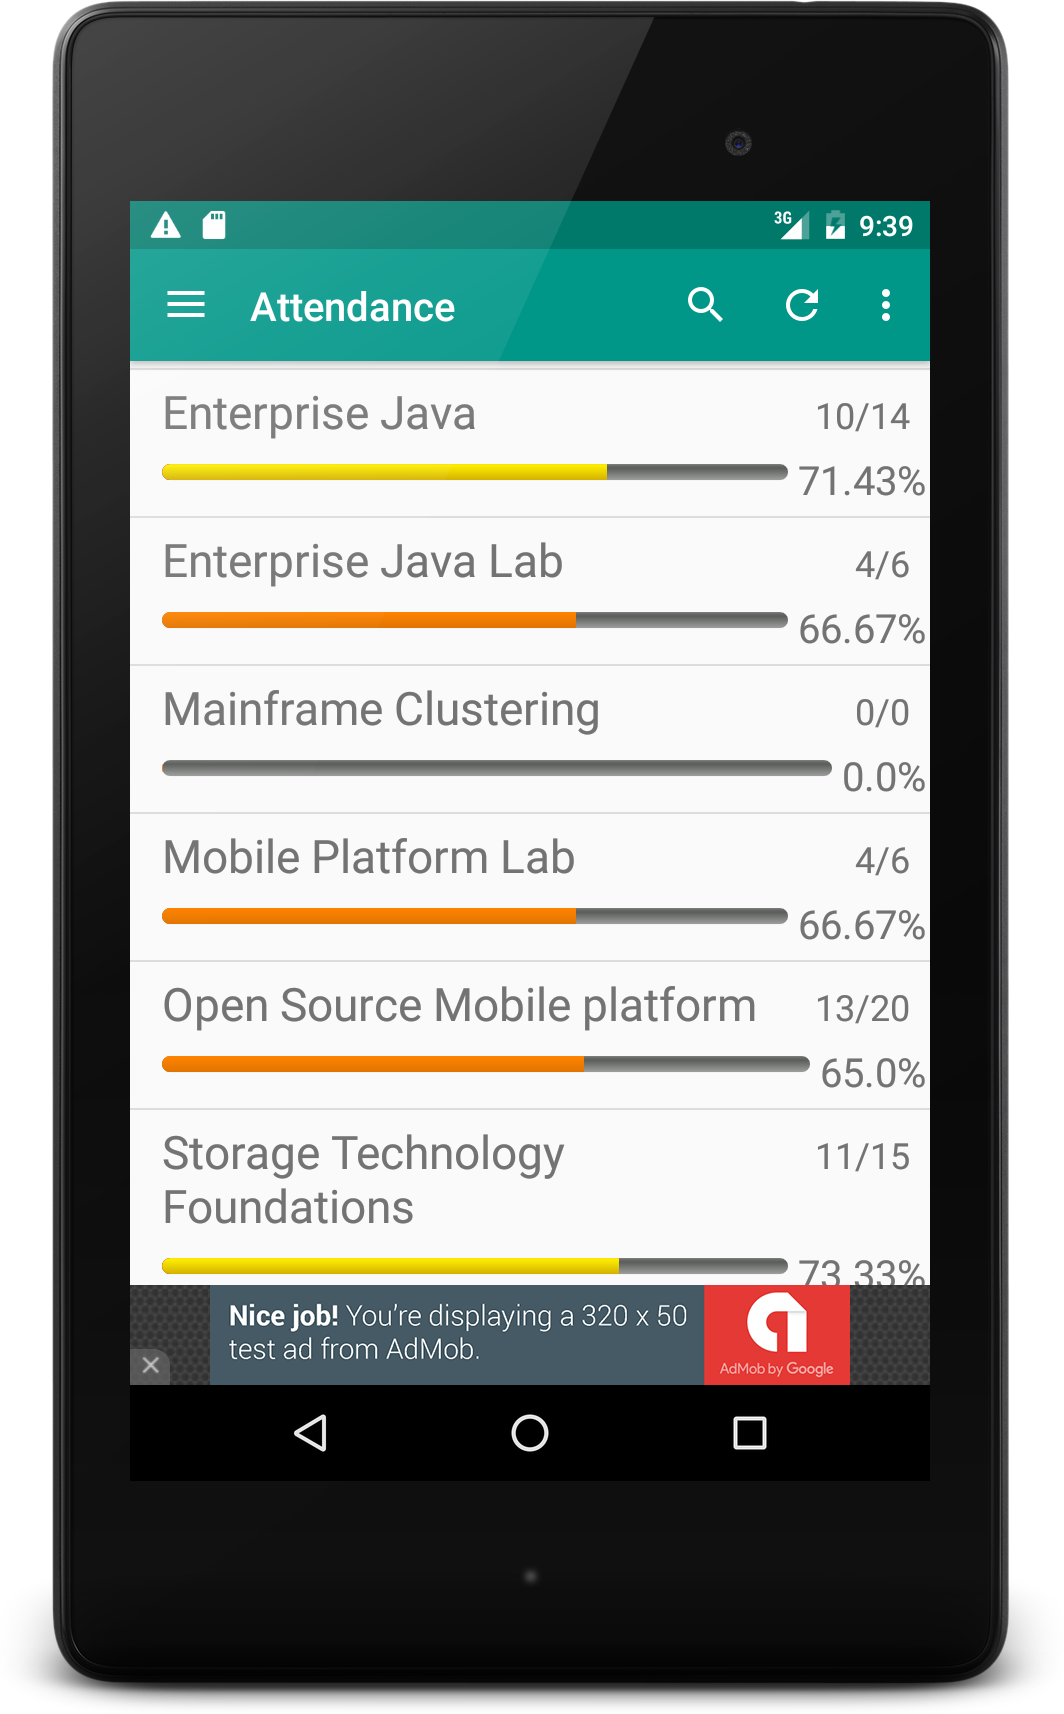 3G 9:39
Attendance
Enterprise Java 10/14
71.43%
Enterprise Java Lab 4/6
66.67%
Mainframe Clustering 0/0
0.0%
Mobile Platform Lab 4/6
66.67%
Open Source Mobile platform 13/20
65.0%
Storage Technology 11/15
Foundations
73.33%
Nice job! You're displaying a 320 x 50
test ad from AdMob.
AdMob by Google